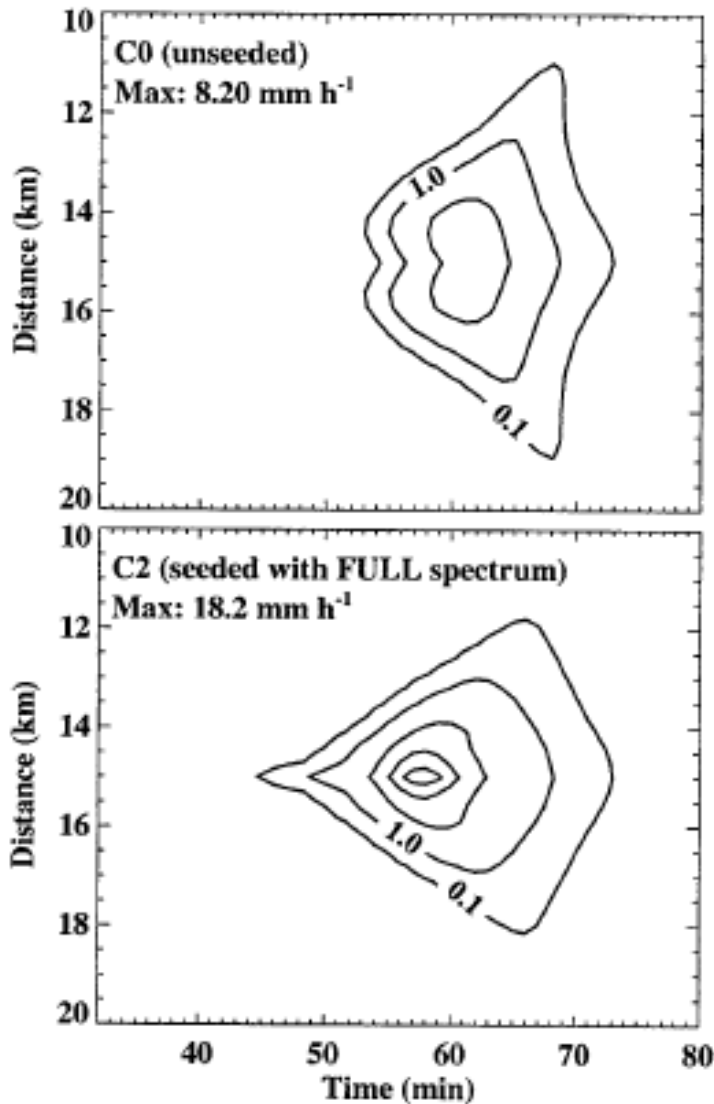 10
C0 (unseeded)
Max: 8.20 mm h⁻¹
12
1.0
14
Distance (km)
16
18
0.1
20
10
C2 (seeded with FULL spectrum)
Max: 18.2 mm h⁻¹
12
14
Distance (km)
16
1.0
0.1
18
20
40 50 60 70 80
Time (min)